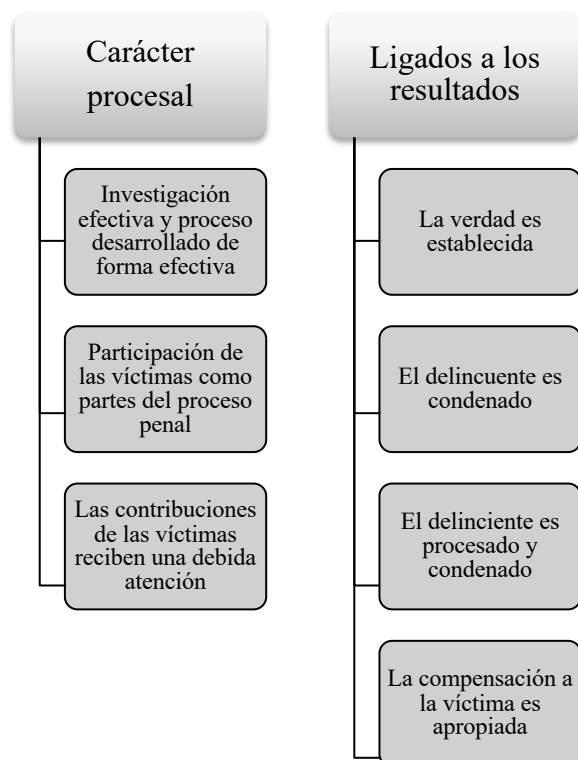 Carácter
procesal
Investigación
efectiva y proceso
desarrollado de
forma efectiva
Participación de
las víctimas como
partes del proceso
penal
Las contribuciones
de las víctimas
reciben una debida
atención
Ligados a los
resultados
La verdad es
establecida
El delincuente es
condenado
El delinciente es
procesado y
condenado
La compensación a
la víctima es
apropiada